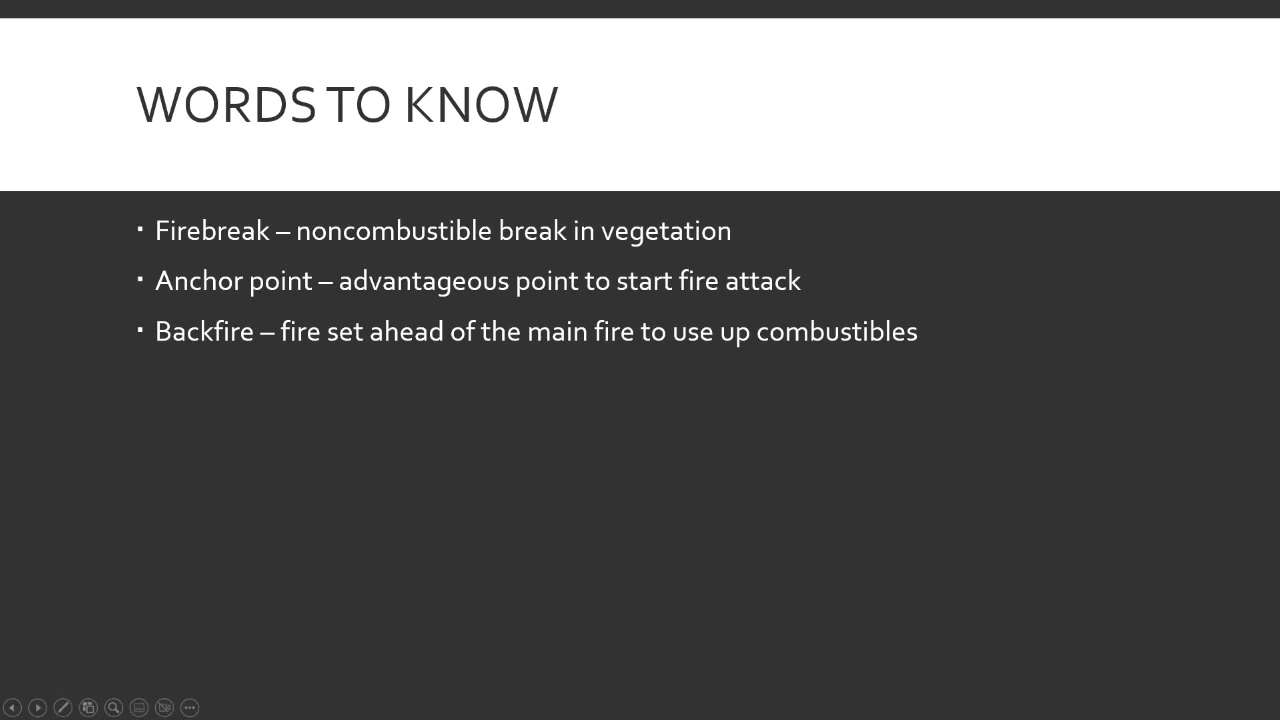 WORDS TO KNOW
▪ Firebreak – noncombustible break in vegetation
▪ Anchor point – advantageous point to start fire attack
▪ Backfire – fire set ahead of the main fire to use up combustibles